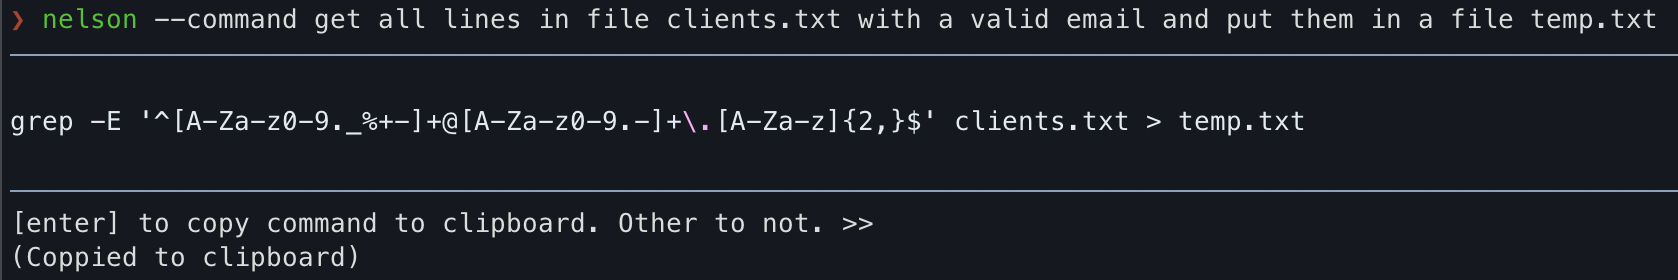 ❯ nelson --command get all lines in file clients.txt with a valid email and put them in a file temp.txt
grep -E '^[A-Za-z0-9._%+-]+@[A-Za-z0-9.-]+\.[A-Za-z]{2,}$' clients.txt > temp.txt
[enter] to copy command to clipboard. Other to not. >>
(Coppied to clipboard)